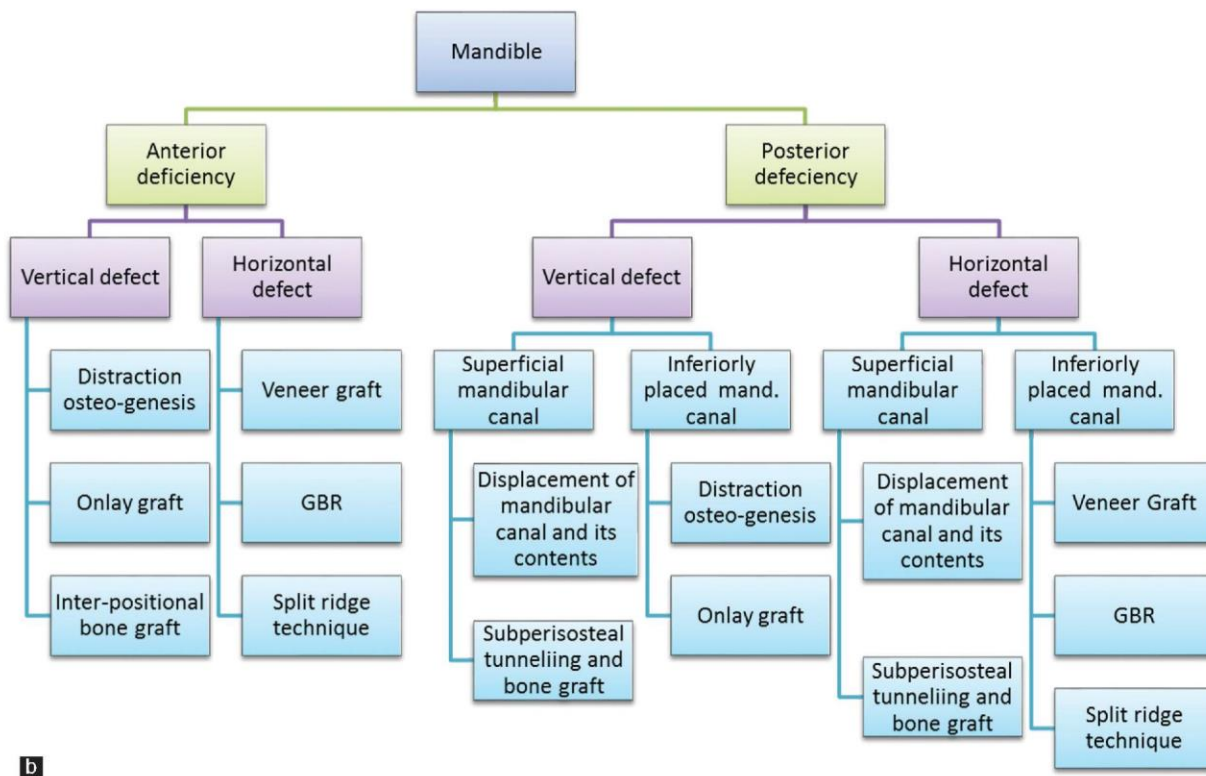 Mandible
Anterior
deficiency
Posterior
defeciency
Vertical defect
Horizontal
defect
Vertical defect
Horizontal
defect
Distraction
osteo-genesis
Onlay graft
Inter-positional
bone graft
Veneer graft
GBR
Split ridge
technique
Superficial
mandibular
canal
Displacement of
mandibular
canal and its
contents
Subperisosteal
tunneliing and
bone graft
Inferiorly
placed mand.
canal
Distraction
osteo-genesis
Onlay graft
Superficial
mandibular
canal
Displacement
of mandibular
canal and its
contents
Subperisosteal
tunneliing and
bone graft
Inferiorly
placed mand.
canal
Veneer Graft
GBR
Split ridge
technique
b